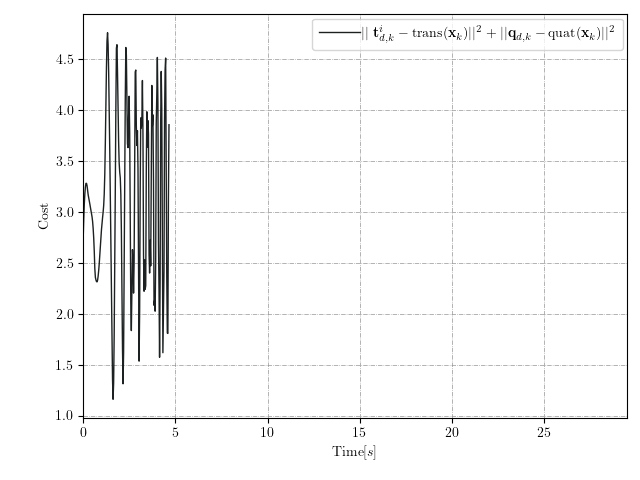 || t^i_{d,k} − trans(x_k)||² + ||q_{d,k} − quat(x_k)||²
4.5
4.0
3.5
3.0
2.5
2.0
1.5
1.0
Cost
0 5 10 15 20 25
Time[s]